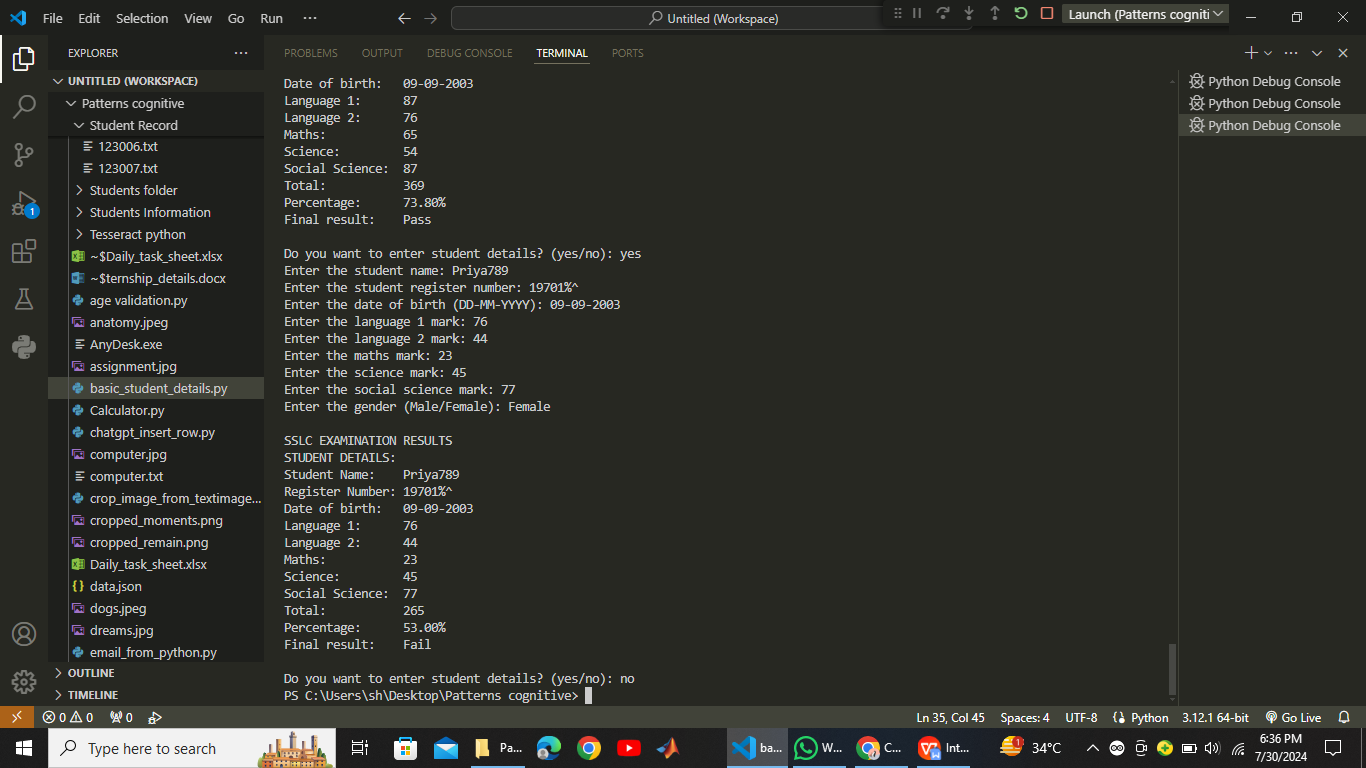 File Edit Selection View Go Run ··· Untitled (Workspace) Launch (Patterns cogniti
EXPLORER ···
UNTITLED (WORKSPACE)
Patterns cognitive
Student Record
123006.txt
123007.txt
Students folder
Students Information
Tesseract python
~$Daily_task_sheet.xlsx
~$ternship_details.docx
age validation.py
anatomy.jpeg
AnyDesk.exe
assignment.jpg
basic_student_details.py
Calculator.py
chatgpt_insert_row.py
computer.jpg
computer.txt
crop_image_from_textimage...
cropped_moments.png
cropped_remain.png
Daily_task_sheet.xlsx
data.json
dogs.jpeg
dreams.jpg
email_from_python.py
OUTLINE
TIMELINE
1
PROBLEMS OUTPUT DEBUG CONSOLE TERMINAL PORTS
Date of birth: 09-09-2003
Language 1: 87
Language 2: 76
Maths: 65
Science: 54
Social Science: 87
Total: 369
Percentage: 73.80%
Final result: Pass
Do you want to enter student details? (yes/no): yes
Enter the student name: Priya789
Enter the student register number: 19701%^
Enter the date of birth (DD-MM-YYYY): 09-09-2003
Enter the language 1 mark: 76
Enter the language 2 mark: 44
Enter the maths mark: 23
Enter the science mark: 45
Enter the social science mark: 77
Enter the gender (Male/Female): Female
SSLC EXAMINATION RESULTS
STUDENT DETAILS:
Student Name: Priya789
Register Number: 19701%^
Date of birth: 09-09-2003
Language 1: 76
Language 2: 44
Maths: 23
Science: 45
Social Science: 77
Total: 265
Percentage: 53.00%
Final result: Fail
Do you want to enter student details? (yes/no): no
PS C:\Users\sh\Desktop\Patterns cognitive>
Python Debug Console
Python Debug Console
Python Debug Console
0 0 0 Ln 35, Col 45 Spaces: 4 UTF-8 Python 3.12.1 64-bit Go Live
Type here to search Pa... ba... W... C... Int... 1 34°C 6:36 PM
7/30/2024